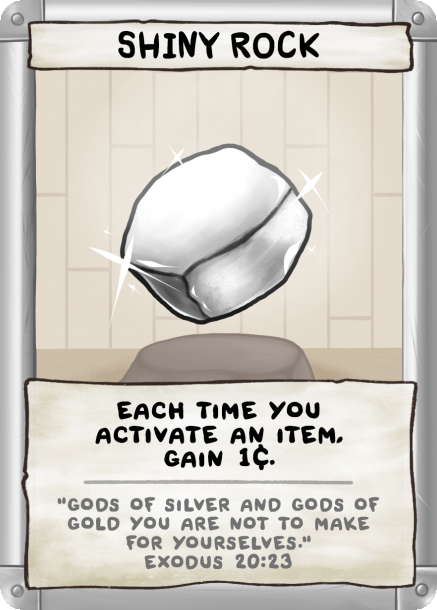 SHINY ROCK
EACH TIME YOU
ACTIVATE AN ITEM,
GAIN 1¢.
"GODS OF SILVER AND GODS OF
GOLD YOU ARE NOT TO MAKE
FOR YOURSELVES."
EXODUS 20:23